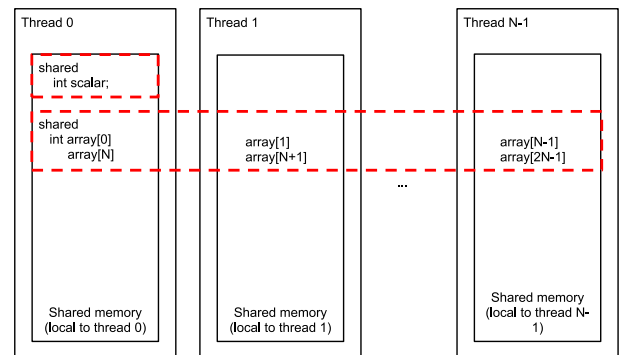 Thread 0
Thread 1
Thread N-1
shared
int scalar;
shared
int array[0]
array[N]
array[1]
array[N+1]
array[N-1]
array[2N-1]
...
Shared memory
(local to thread 0)
Shared memory
(local to thread 1)
Shared memory
(local to thread N-
1)